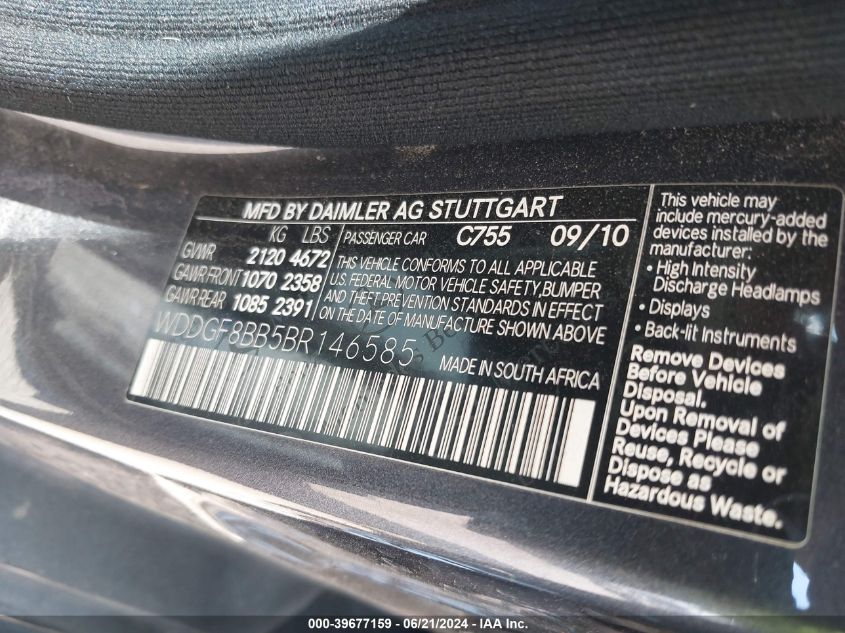 MFD BY DAIMLER AG STUTTGART
KG LBS
GVWR 2120 4672
GAWR FRONT 1070 2358
GAWR REAR 1085 2391
PASSENGER CAR C755 09/10
THIS VEHICLE CONFORMS TO ALL APPLICABLE
U.S. FEDERAL MOTOR VEHICLE SAFETY, BUMPER
AND THEFT PREVENTION STANDARDS IN EFFECT
ON THE DATE OF MANUFACTURE SHOWN ABOVE
WDDGF8BB5BR146585
MADE IN SOUTH AFRICA
This vehicle may
include mercury-added
devices installed by the
manufacturer:
• High Intensity
Discharge Headlamps
• Displays
• Back-lit Instruments
Remove Devices
Before Vehicle
Disposal.
Upon Removal of
Devices Please
Reuse, Recycle or
Dispose as
Hazardous Waste.
000-39677159 - 06/21/2024 - IAA Inc.